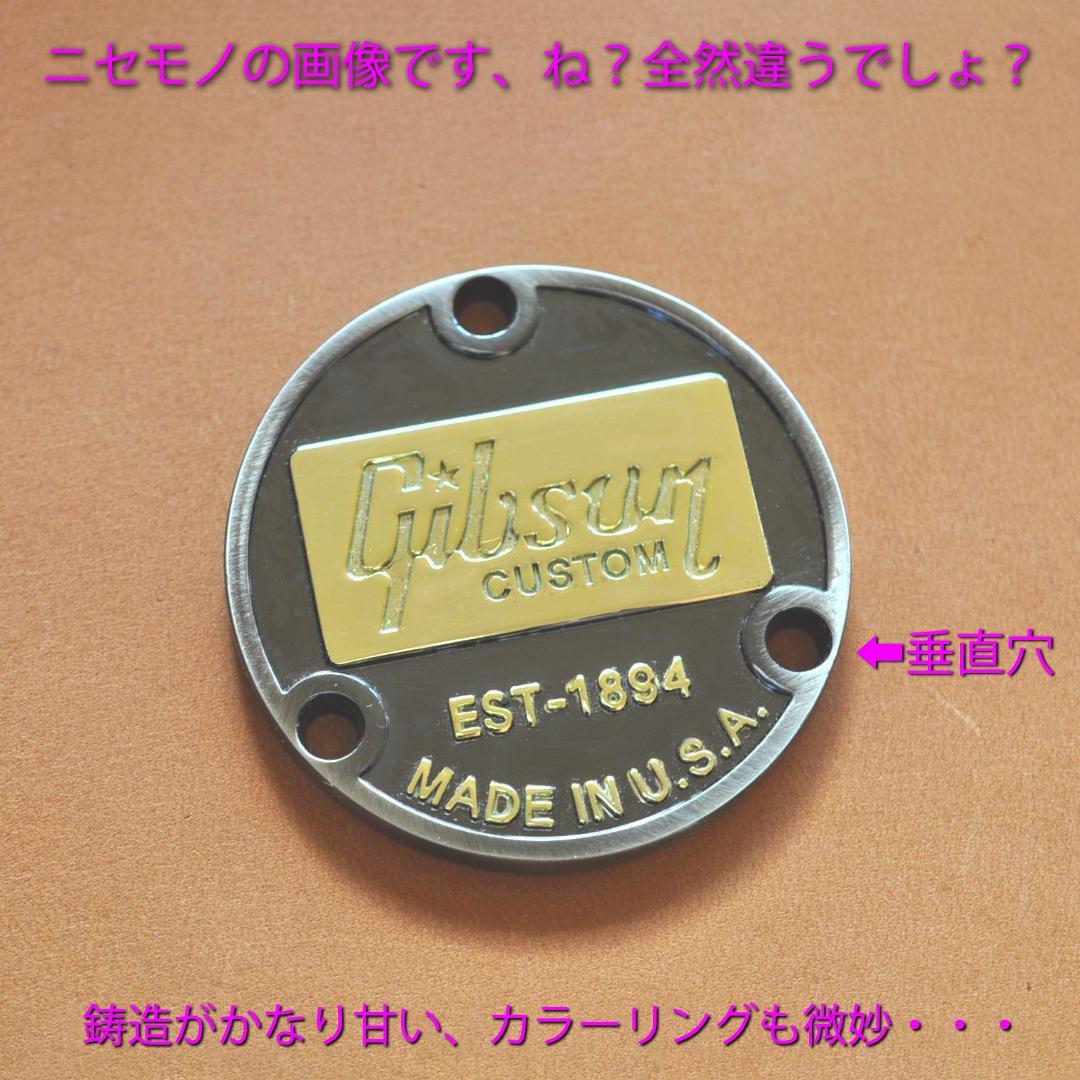 ニセモノの画像です、ね？全然違うでしょ？
Gibson
CUSTOM
⬅垂直穴
EST-1894
MADE IN U.S.A.
鋳造がかなり甘い、カラーリングも微妙・・・